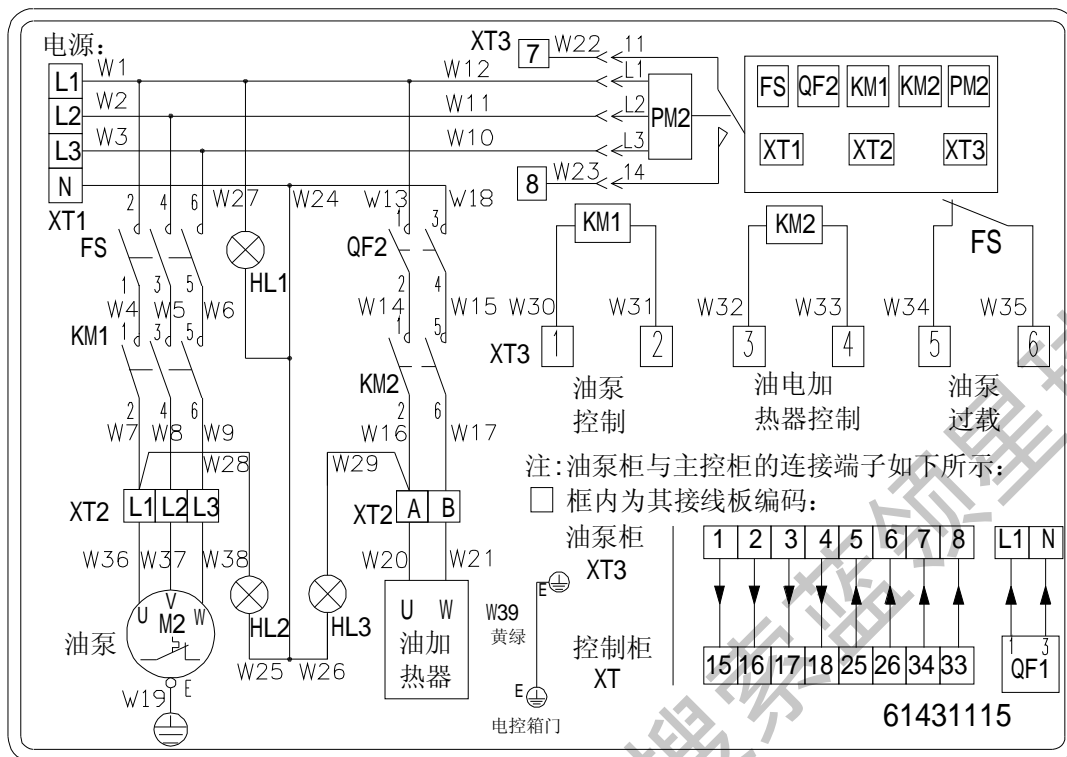 电源:
XT3
7
W22
11
W1
W12
L1
L1
W2
W11
L2
L2
PM2
W3
W10
L3
L3
N
8
W23
14
XT1
FS QF2 KM1 KM2 PM2
XT1 XT2 XT3
2 4 6
W27
W24
W13
W18
FS
HL1
QF2
1 3
1 3 5
2 4
W4 W5 W6
W14 W15
KM1
1 3 5
1 5
KM2
2 4 6
2 6
W7 W8 W9
W16 W17
W28
W29
KM1
KM2
FS
W30 W31 W32 W33 W34 W35
XT3
1 2 3 4 5 6
油泵
控制
油电加
热器控制
油泵
过载
注:油泵柜与主控柜的连接端子如下所示:
□ 框内为其接线板编码:
XT2
L1 L2 L3
XT2
A B
W36 W37 W38
W20 W21
U V W
M2
油泵
W19
E
HL2
HL3
W25 W26
U W
油加
热器
W39
黄绿
E
E
电控箱门
油泵柜
XT3
1 2 3 4 5 6 7 8
L1 N
控制柜
XT
15 16 17 18 25 26 34 33
1 3
QF1
61431115
搜索蓝领星球